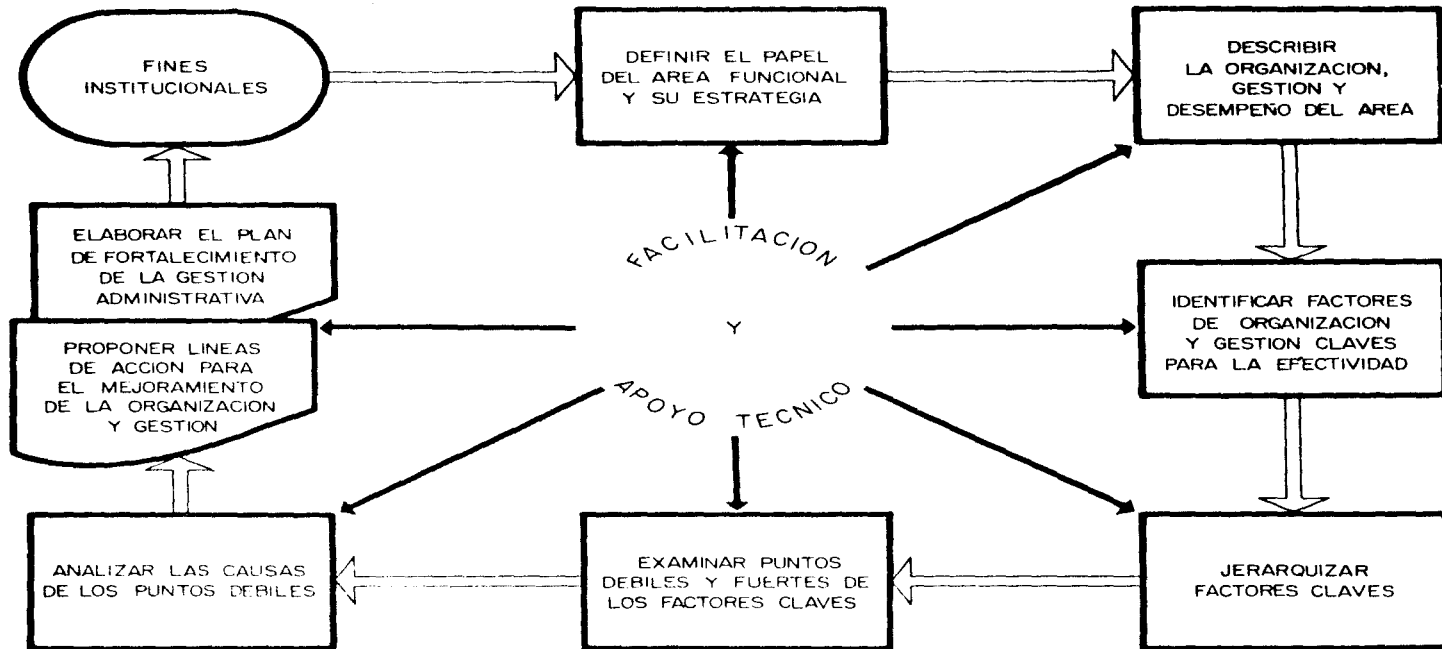 FINES
INSTITUCIONALES
DEFINIR EL PAPEL
DEL AREA FUNCIONAL
Y SU ESTRATEGIA
DESCRIBIR
LA ORGANIZACION,
GESTION Y
DESEMPEÑO DEL AREA
ELABORAR EL PLAN
DE FORTALECIMIENTO
DE LA GESTION
ADMINISTRATIVA
FACILITACION
Y
APOYO TECNICO
IDENTIFICAR FACTORES
DE ORGANIZACION
Y GESTION CLAVES
PARA LA EFECTIVIDAD
PROPONER LINEAS
DE ACCION PARA
EL MEJORAMIENTO
DE LA ORGANIZACION
Y GESTION
ANALIZAR LAS CAUSAS
DE LOS PUNTOS DEBILES
EXAMINAR PUNTOS
DEBILES Y FUERTES DE
LOS FACTORES CLAVES
JERARQUIZAR
FACTORES CLAVES